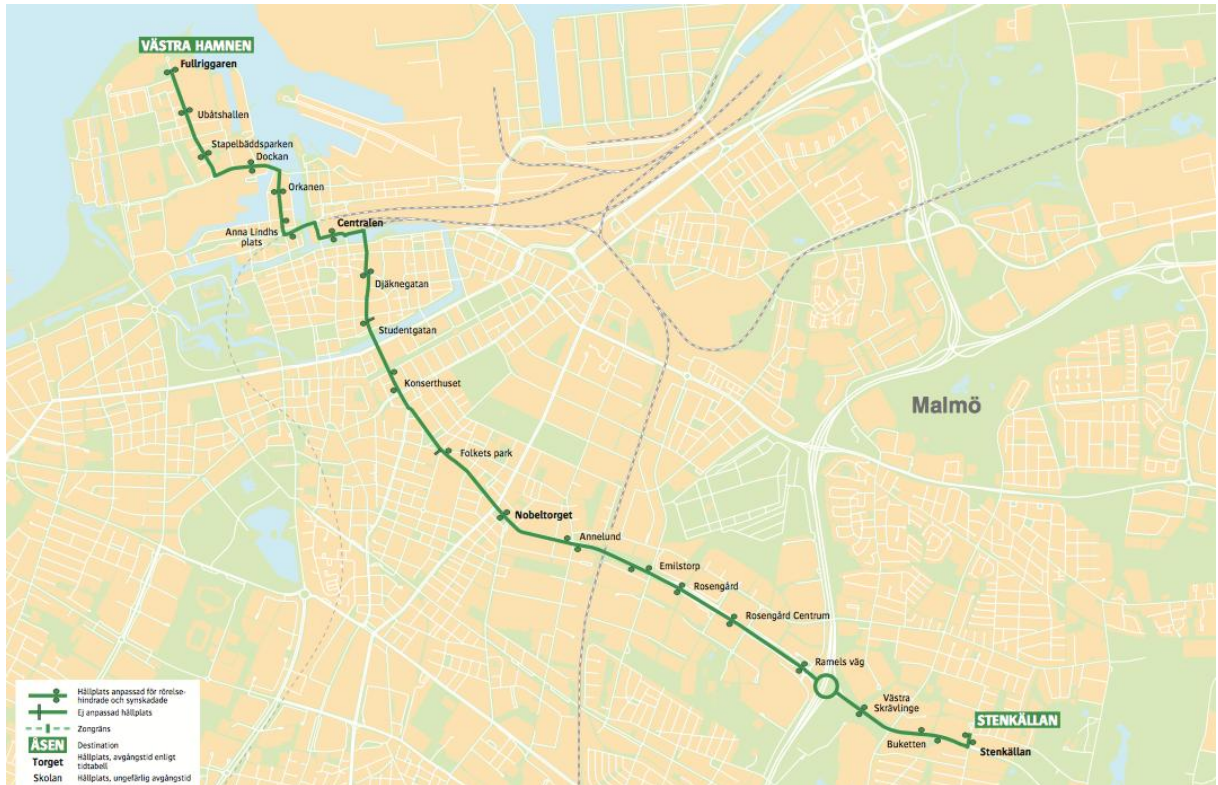 VÄSTRA HAMNEN
Fullriggaren
Ubåtshallen
Stapelbäddsparken
Dockan
Orkanen
Anna Lindhs
plats
Centralen
Djäknegatan
Studentgatan
Konserthuset
Malmö
Folkets park
Nobeltorget
Annelund
Emilstorp
Rosengård
Rosengård Centrum
Ramels väg
Västra
Skrävlinge
STENKÄLLAN
Buketten
Stenkällan
Hållplats anpassad för rörelse-
hindrade och synskadade
Ej anpassad hållplats
Zongräns
ÅSEN Destination
Torget Hållplats, avgångstid enligt
tidtabell
Skolan Hållplats, ungefärlig avgångstid